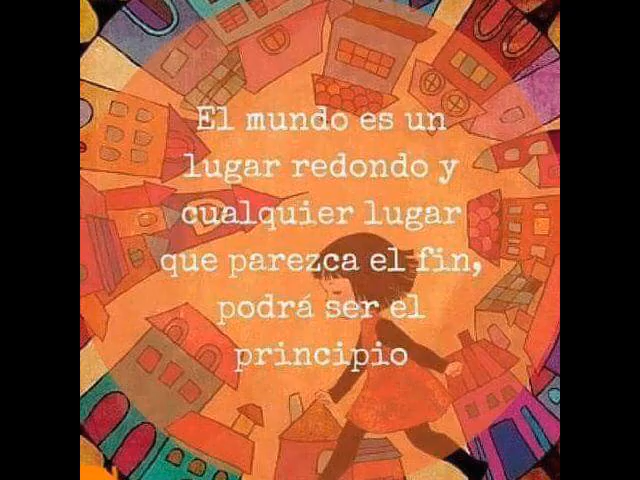 El mundo es un
lugar redondo y
cualquier lugar
que parezca el fin,
podrá ser el
principio